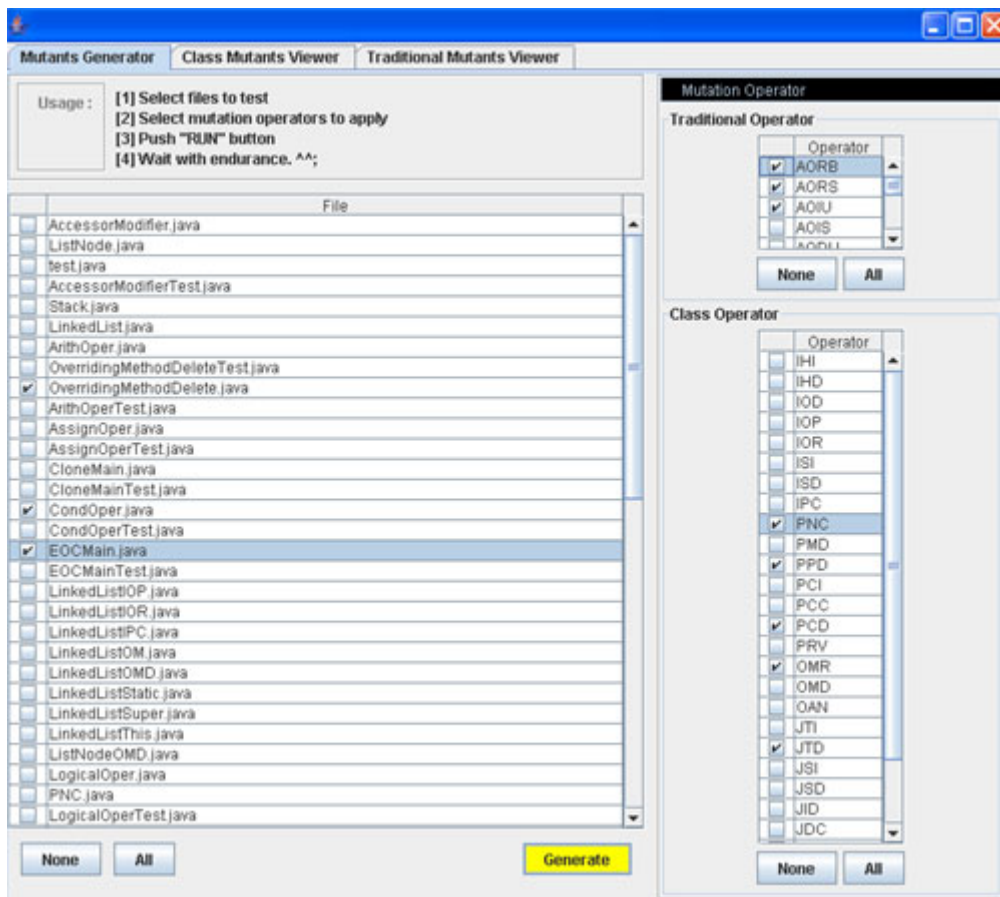 Mutants Generator
Class Mutants Viewer
Traditional Mutants Viewer
Usage :
[1] Select files to test
[2] Select mutation operators to apply
[3] Push "RUN" button
[4] Wait with endurance. ^^;
File
AccessorModifier.java
ListNode.java
test.java
AccessorModifierTest.java
Stack.java
LinkedList.java
ArithOper.java
OverridingMethodDeleteTest.java
OverridingMethodDelete.java
ArithOperTest.java
AssignOper.java
AssignOperTest.java
CloneMain.java
CloneMainTest.java
CondOper.java
CondOperTest.java
EOCMain.java
EOCMainTest.java
LinkedListIOP.java
LinkedListIOR.java
LinkedListIPC.java
LinkedListOM.java
LinkedListOMD.java
LinkedListStatic.java
LinkedListSuper.java
LinkedListThis.java
ListNodeOMD.java
LogicalOper.java
PNC.java
LogicalOperTest.java
None
All
Generate
Mutation Operator
Traditional Operator
Operator
AORB
AORS
AOIU
AOIS
AODU
None
All
Class Operator
Operator
IHI
IHD
IOD
IOP
IOR
ISI
ISD
IPC
PNC
PMD
PPD
PCI
PCC
PCD
PRV
OMR
OMD
OAN
JTI
JTD
JSI
JSD
JID
JDC
None
All